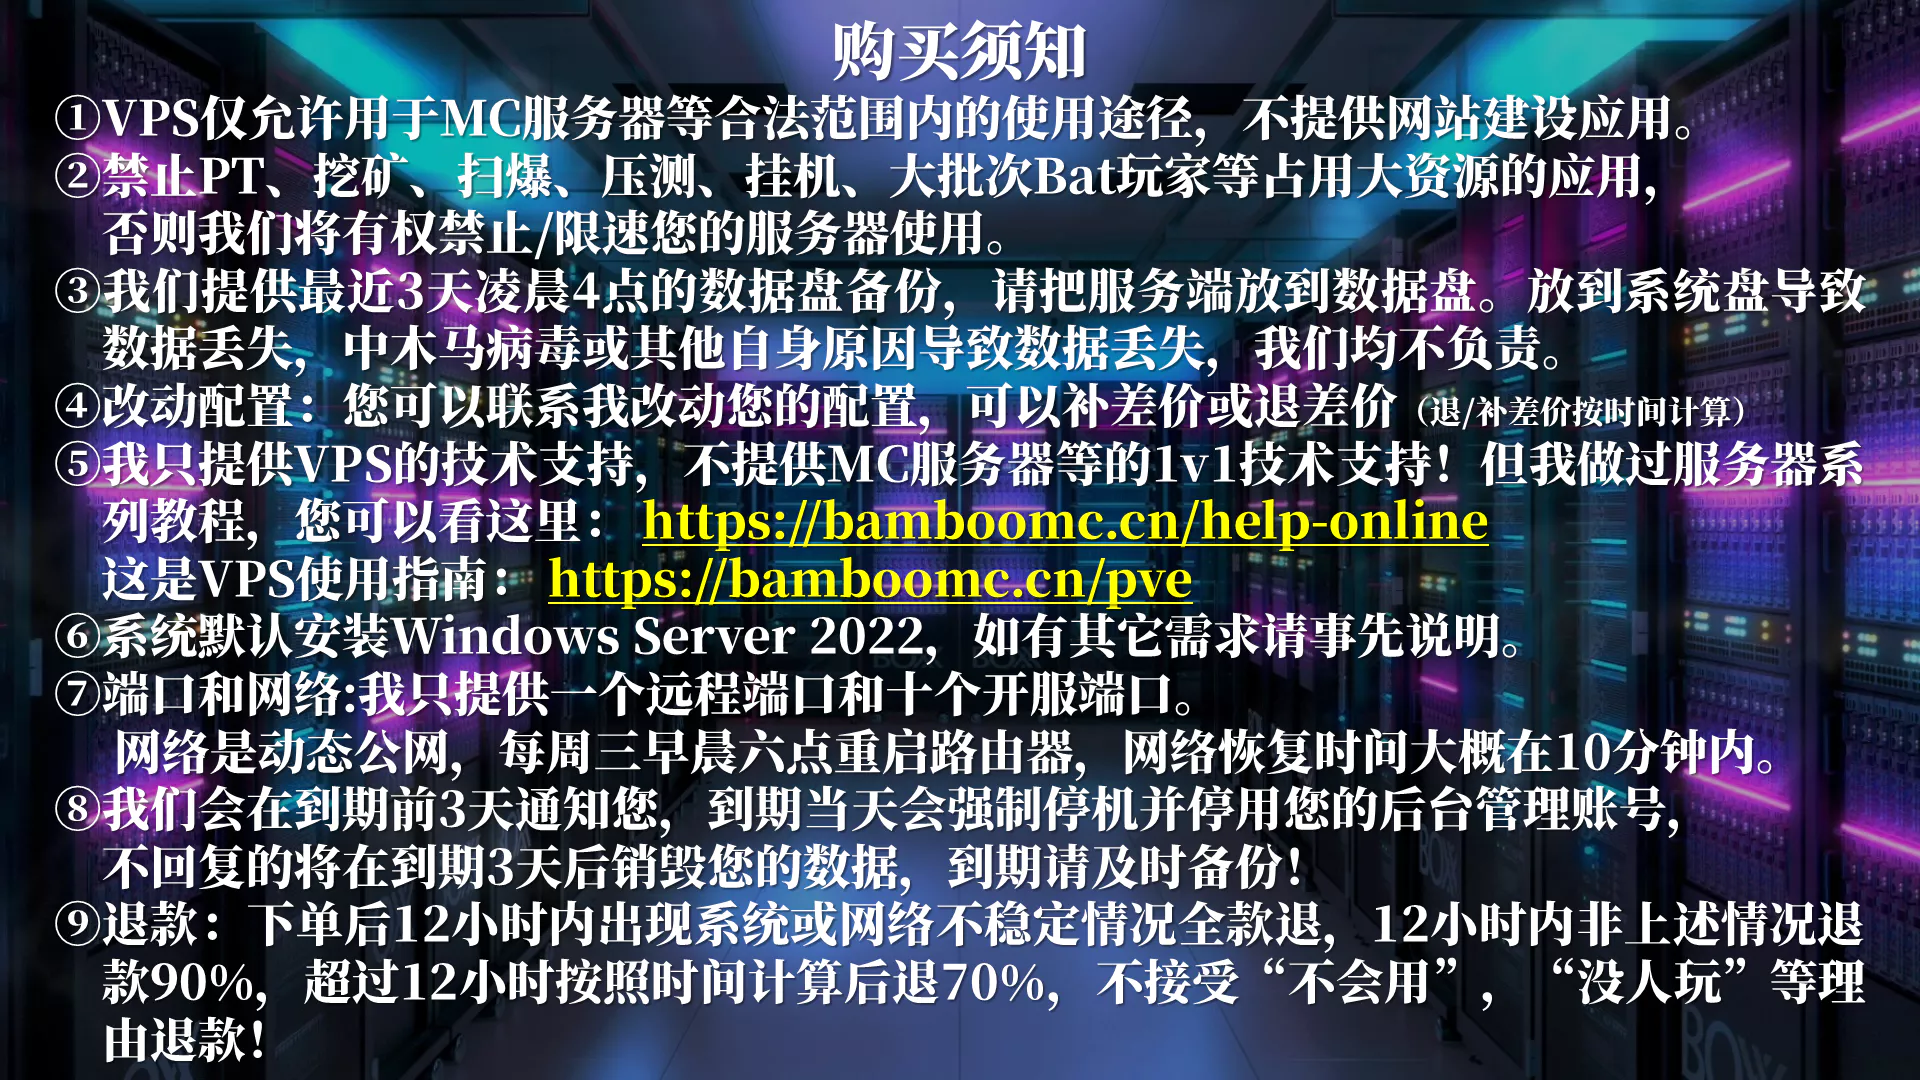 购买须知
①VPS仅允许用于MC服务器等合法范围内的使用途径，不提供网站建设应用。
②禁止PT、挖矿、扫爆、压测、挂机、大批次Bat玩家等占用大资源的应用，
否则我们将有权禁止/限速您的服务器使用。
③我们提供最近3天凌晨4点的数据盘备份，请把服务端放到数据盘。放到系统盘导致
数据丢失，中木马病毒或其他自身原因导致数据丢失，我们均不负责。
④改动配置：您可以联系我改动您的配置，可以补差价或退差价（退/补差价按时间计算）
⑤我只提供VPS的技术支持，不提供MC服务器等的1v1技术支持！但我做过服务器系
列教程，您可以看这里： https://bamboomc.cn/help-online
这是VPS使用指南： https://bamboomc.cn/pve
⑥系统默认安装Windows Server 2022，如有其它需求请事先说明。
⑦端口和网络:我只提供一个远程端口和十个开服端口。
网络是动态公网，每周三早晨六点重启路由器，网络恢复时间大概在10分钟内。
⑧我们会在到期前3天通知您，到期当天会强制停机并停用您的后台管理账号，
不回复的将在到期3天后销毁您的数据，到期请及时备份！
⑨退款：下单后12小时内出现系统或网络不稳定情况全款退，12小时内非上述情况退
款90%，超过12小时按照时间计算后退70%，不接受“不会用”，“没人玩”等理
由退款！